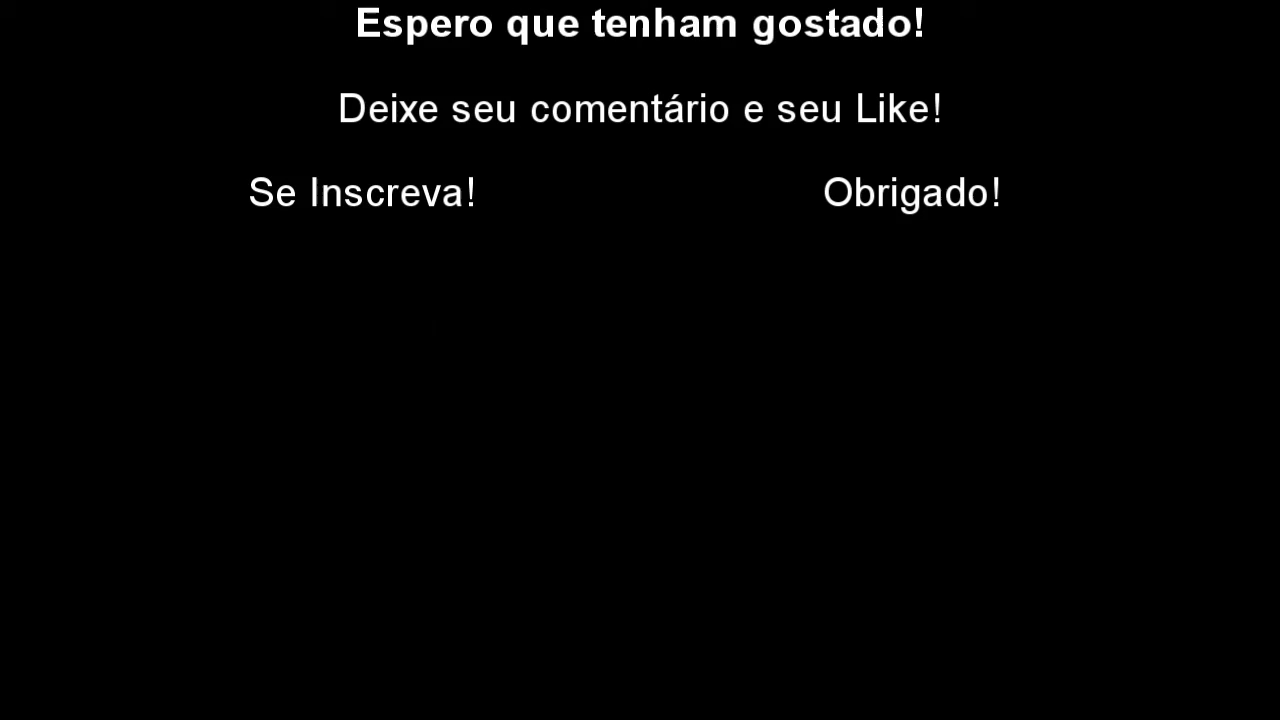 Espero que tenham gostado!
Deixe seu comentário e seu Like!
Se Inscreva! Obrigado!